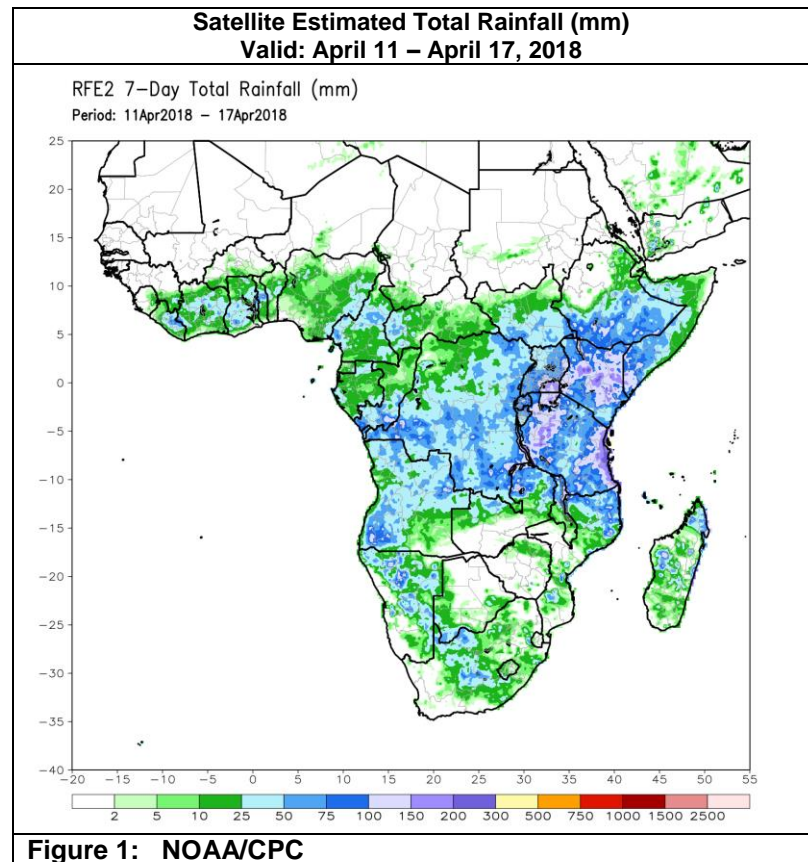 Satellite Estimated Total Rainfall (mm)
Valid: April 11 – April 17, 2018
RFE2 7–Day Total Rainfall (mm)
Period: 11Apr2018 – 17Apr2018
25
20
15
10
5
0
−5
−10
−15
−20
−25
−30
−35
−40
−20 −15 −10 −5 0 5 10 15 20 25 30 35 40 45 50 55
2 5 10 25 50 75 100 150 200 300 500 750 1000 1500 2500
Figure 1: NOAA/CPC